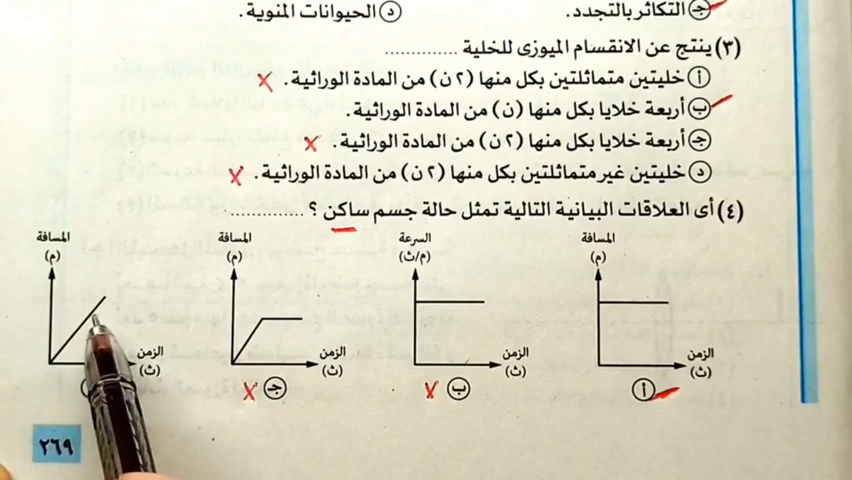 ج التكاثر بالتجدد. د الحيوانات المنوية.
(٣) ينتج عن الانقسام الميوزى للخلية ..............
أ خليتين متماثلتين بكل منها (٢ن) من المادة الوراثية.
ب أربعة خلايا بكل منها (ن) من المادة الوراثية.
ج أربعة خلايا بكل منها (٢ن) من المادة الوراثية.
د خليتين غير متماثلتين بكل منها (٢ن) من المادة الوراثية.
(٤) أى العلاقات البيانية التالية تمثل حالة جسم ساكن ؟ ..............
المسافة (م) السرعة (م/ث) المسافة (م) المسافة (م)
الزمن (ث) الزمن (ث) الزمن (ث) الزمن (ث)
أ ب ج
٢٦٩